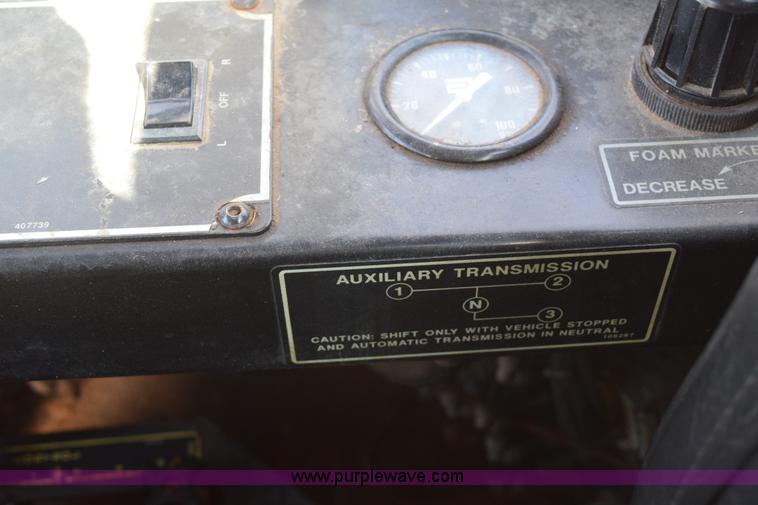 R
OFF
L
407739
20 40 60 80 100
FOAM MARKE
DECREASE
AUXILIARY TRANSMISSION
1 2
N
3
CAUTION: SHIFT ONLY WITH VEHICLE STOPPED
AND AUTOMATIC TRANSMISSION IN NEUTRAL
106287
www.purplewave.com